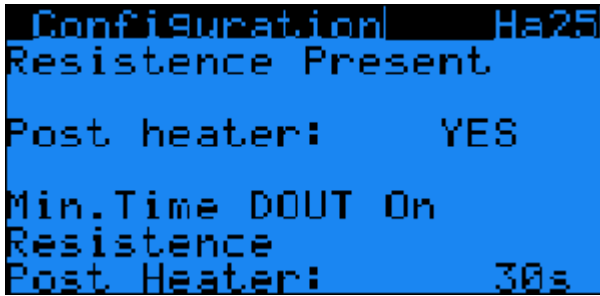 Configuration Ha25
Resistence Present
Post heater: YES
Min.Time DOUT On
Resistence
Post Heater: 30s